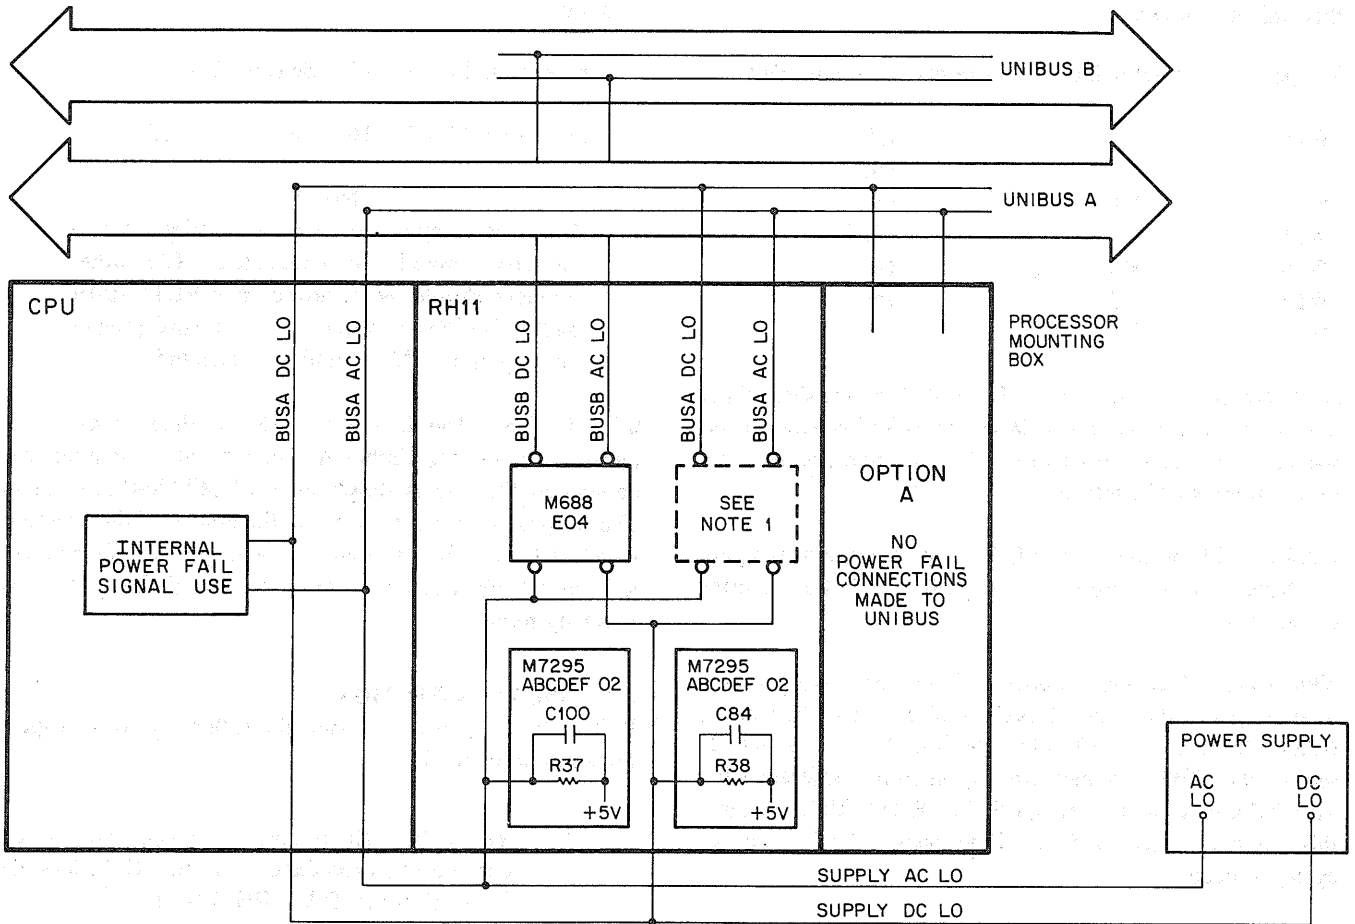 UNIBUS B
UNIBUS A
CPU
RH11
PROCESSOR
MOUNTING
BOX
BUSA DC LO
BUSA AC LO
BUSB DC LO
BUSB AC LO
BUSA DC LO
BUSA AC LO
M688
E04
SEE
NOTE 1
OPTION
A
NO
POWER FAIL
CONNECTIONS
MADE TO
UNIBUS
INTERNAL
POWER FAIL
SIGNAL USE
M7295
ABCDEF 02
C100
R37
+5V
M7295
ABCDEF 02
C84
R38
+5V
POWER SUPPLY
AC
LO
DC
LO
SUPPLY AC LO
SUPPLY DC LO